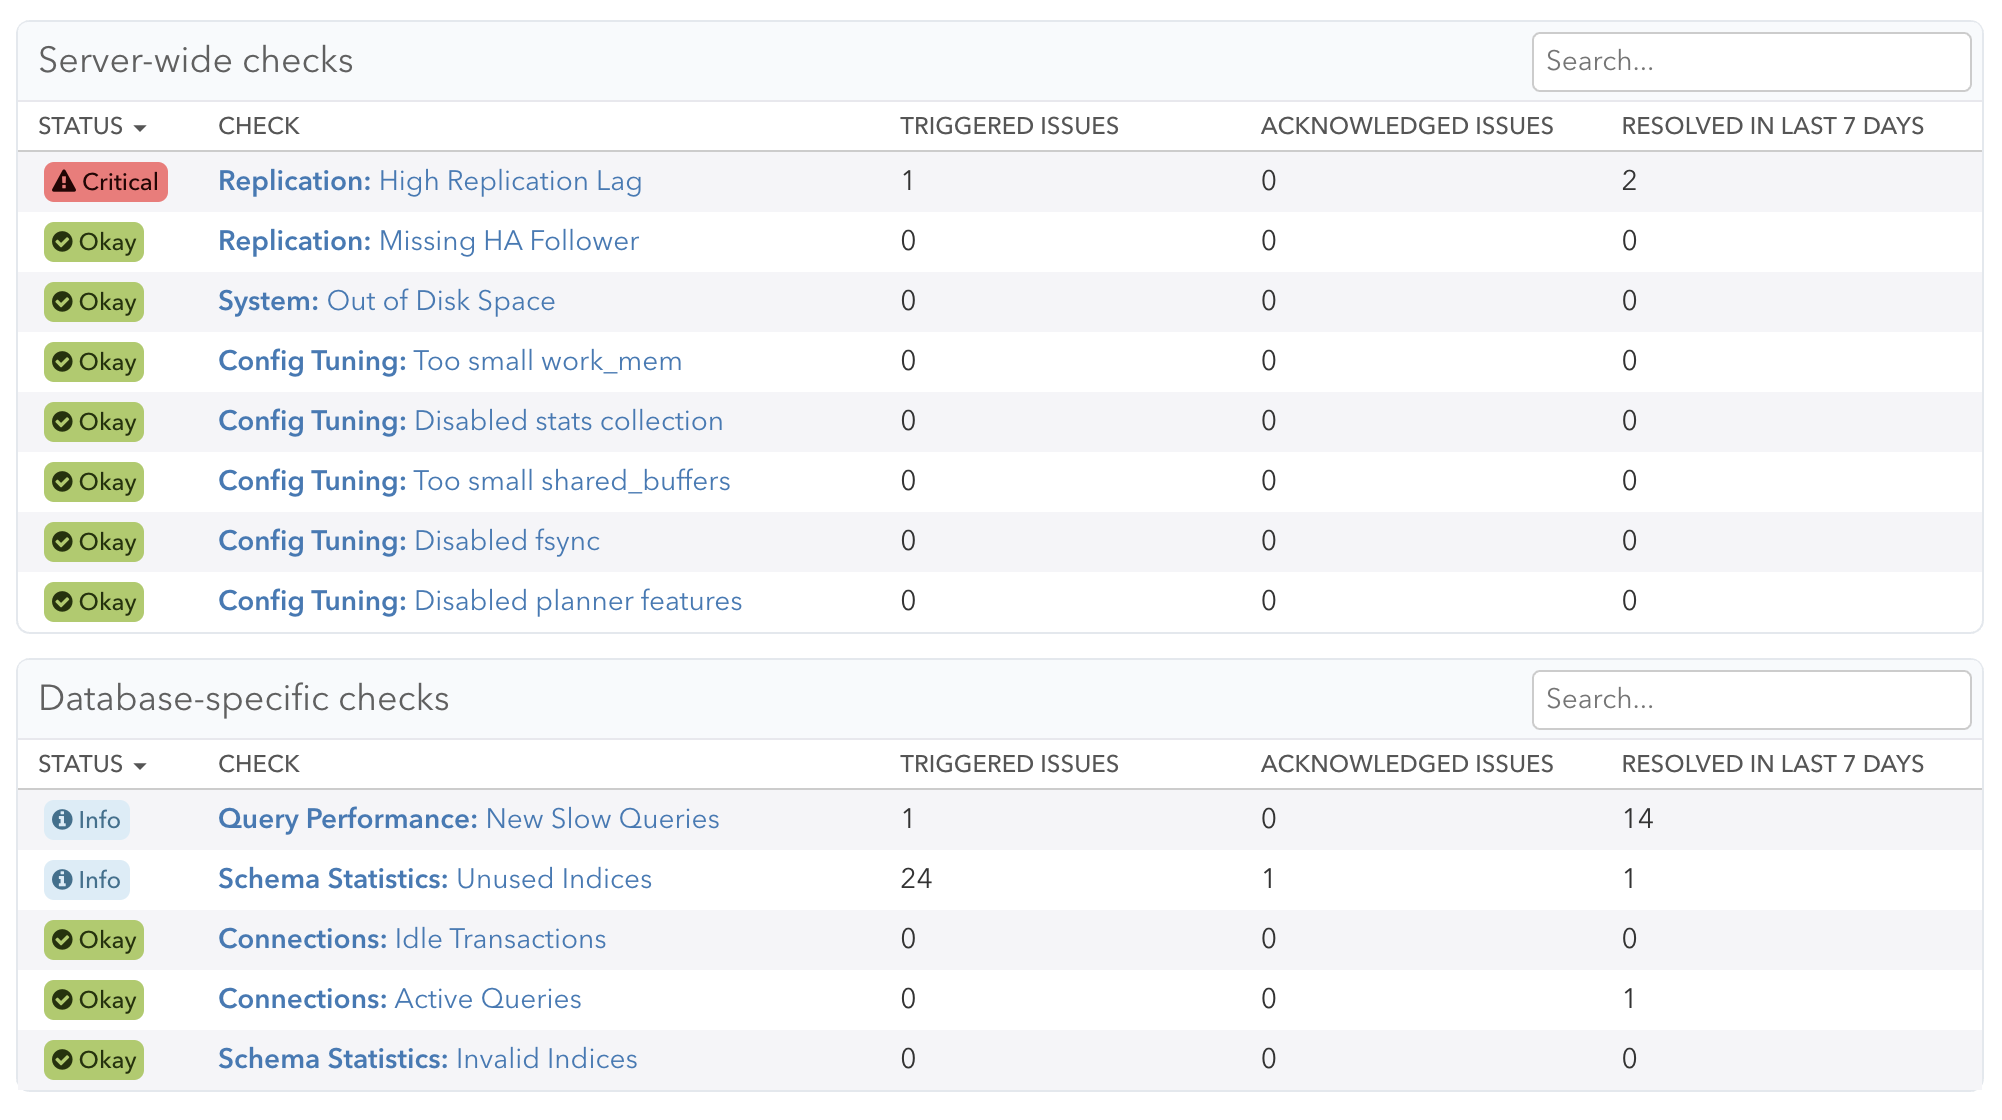 Server-wide checks Search...
STATUS CHECK TRIGGERED ISSUES ACKNOWLEDGED ISSUES RESOLVED IN LAST 7 DAYS
Critical Replication: High Replication Lag 1 0 2
Okay Replication: Missing HA Follower 0 0 0
Okay System: Out of Disk Space 0 0 0
Okay Config Tuning: Too small work_mem 0 0 0
Okay Config Tuning: Disabled stats collection 0 0 0
Okay Config Tuning: Too small shared_buffers 0 0 0
Okay Config Tuning: Disabled fsync 0 0 0
Okay Config Tuning: Disabled planner features 0 0 0
Database-specific checks Search...
STATUS CHECK TRIGGERED ISSUES ACKNOWLEDGED ISSUES RESOLVED IN LAST 7 DAYS
Info Query Performance: New Slow Queries 1 0 14
Info Schema Statistics: Unused Indices 24 1 1
Okay Connections: Idle Transactions 0 0 0
Okay Connections: Active Queries 0 0 1
Okay Schema Statistics: Invalid Indices 0 0 0